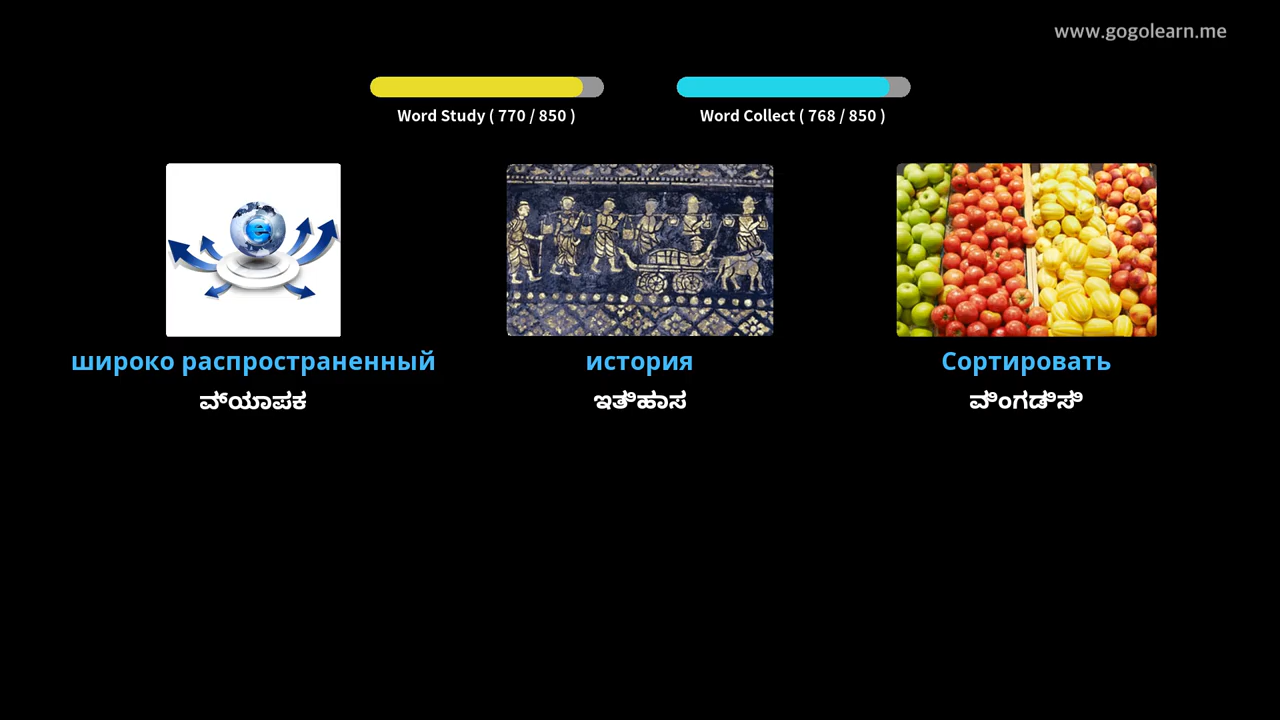 www.gogolearn.me
Word Study ( 770 / 850 )
Word Collect ( 768 / 850 )
e
широко распространенный
история
Сортировать
ವ್ಯಾಪಕ
ಇತಿಹಾಸ
ವಿಂಗಡಿಸಿ